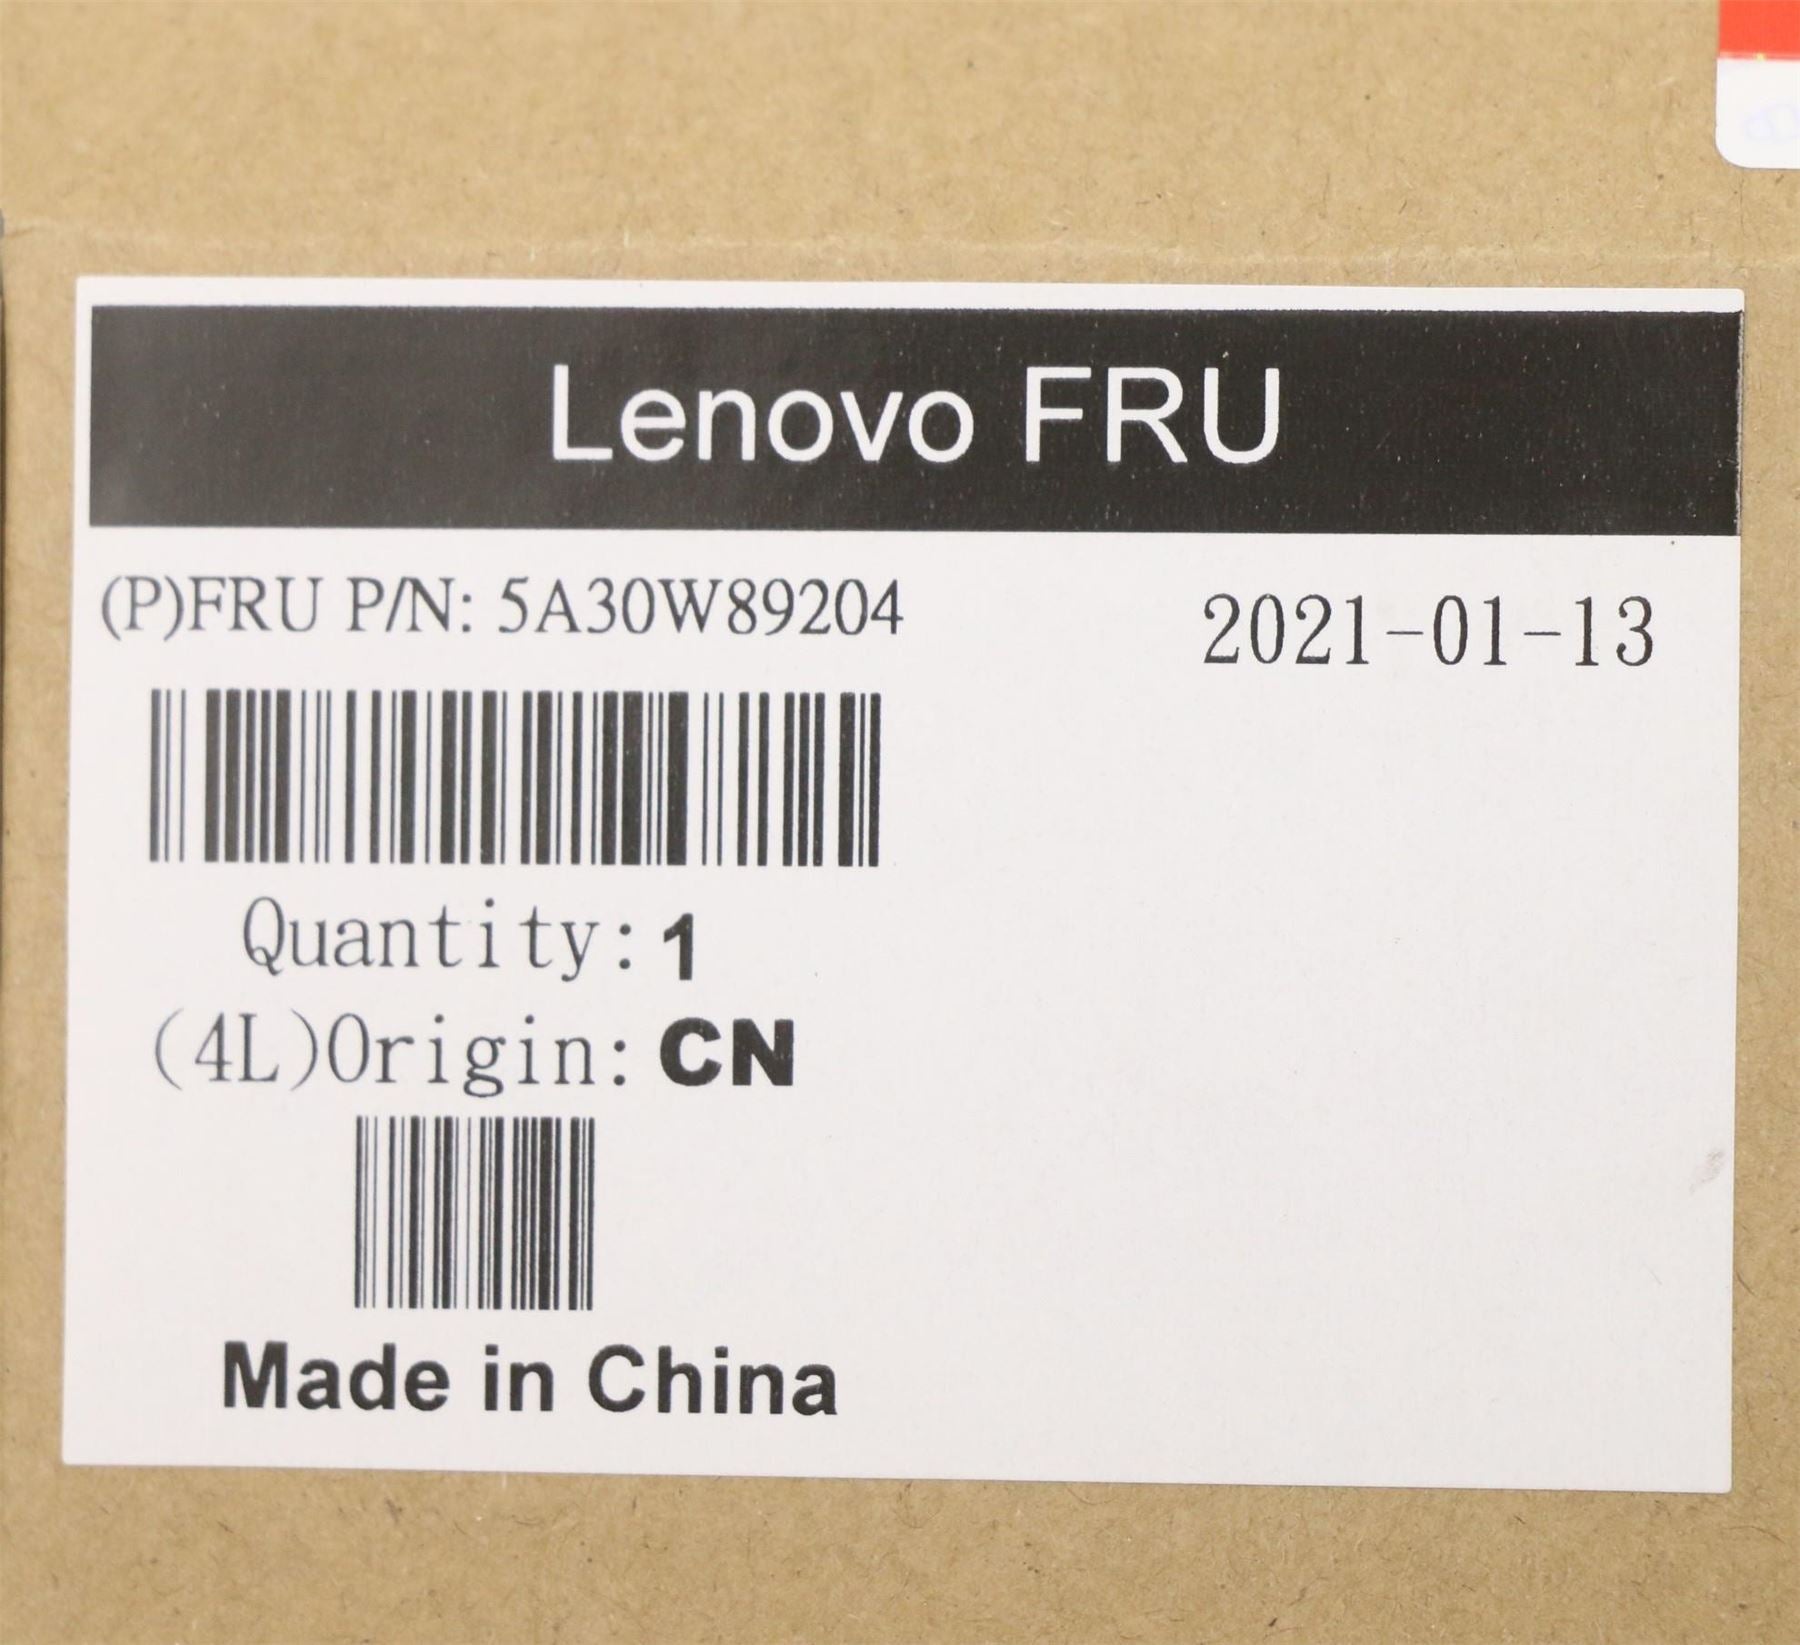 Lenovo FRU
(P)FRU P/N: 5A30W89204
2021-01-13
Quantity: 1
(4L)Origin: CN
Made in China